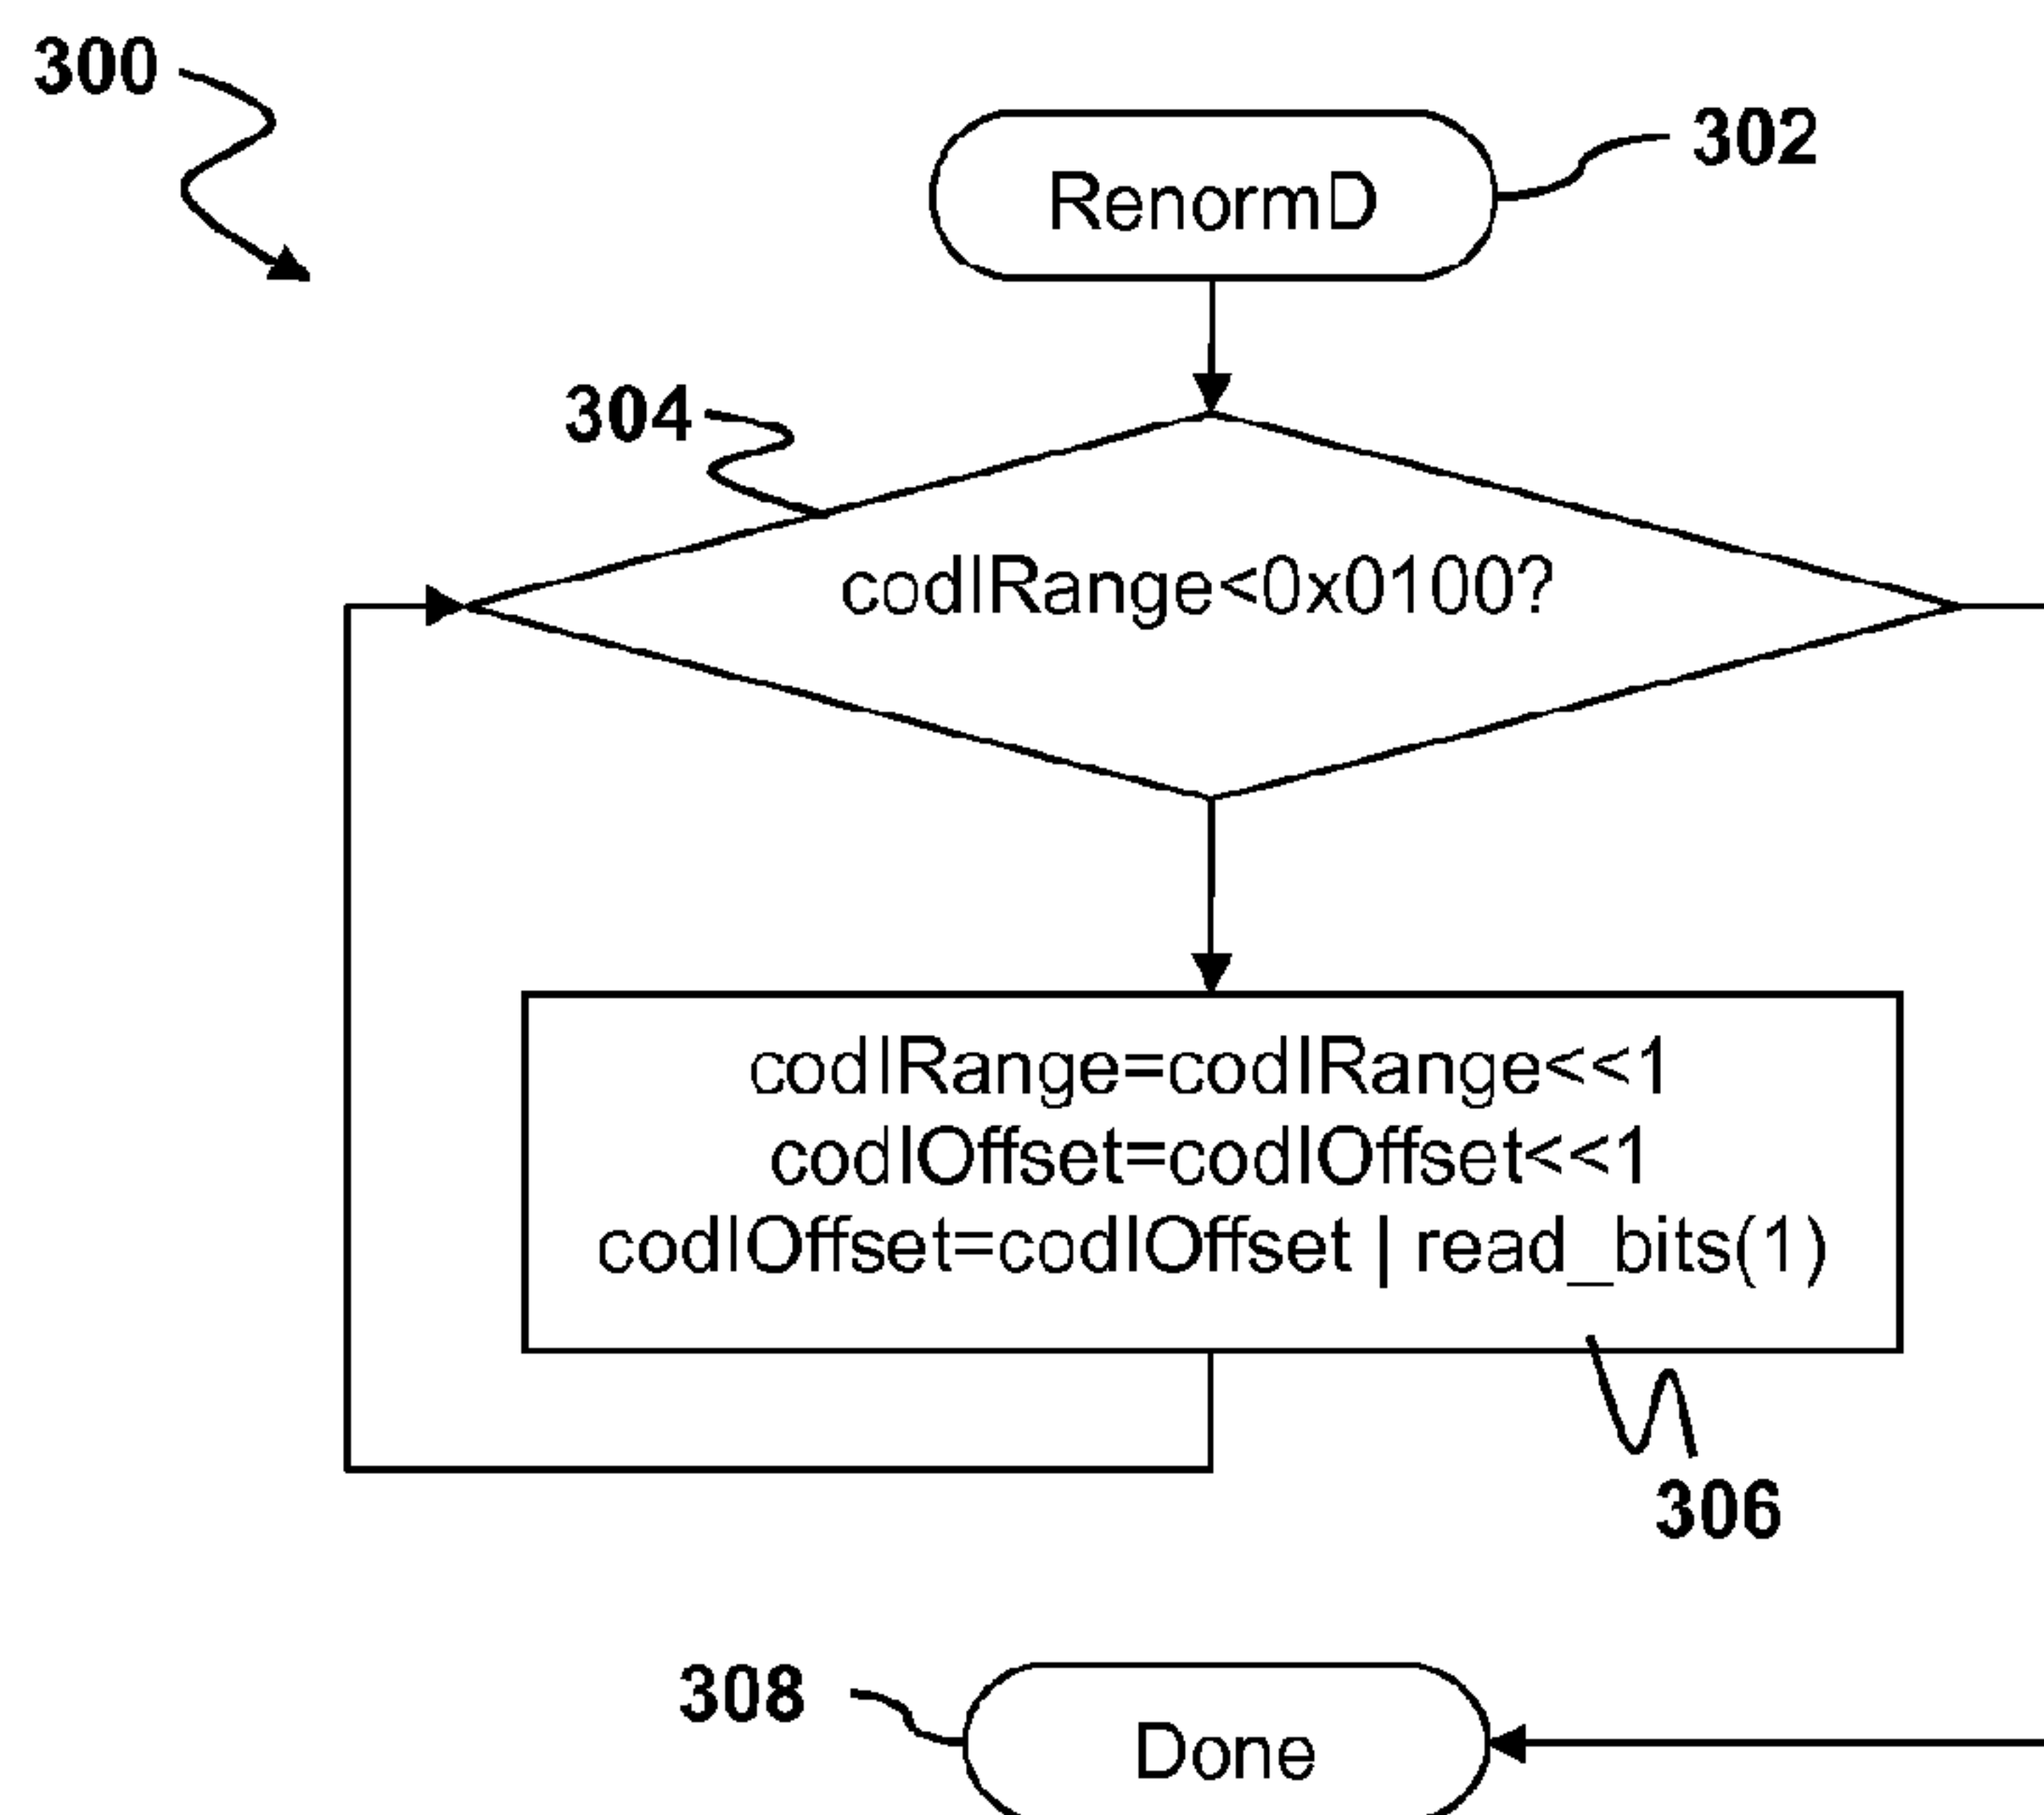 300
302
RenormD
304
codIRange<0x0100?
codIRange=codIRange<<1
codIOffset=codIOffset<<1
codIOffset=codIOffset | read_bits(1)
306
308
Done